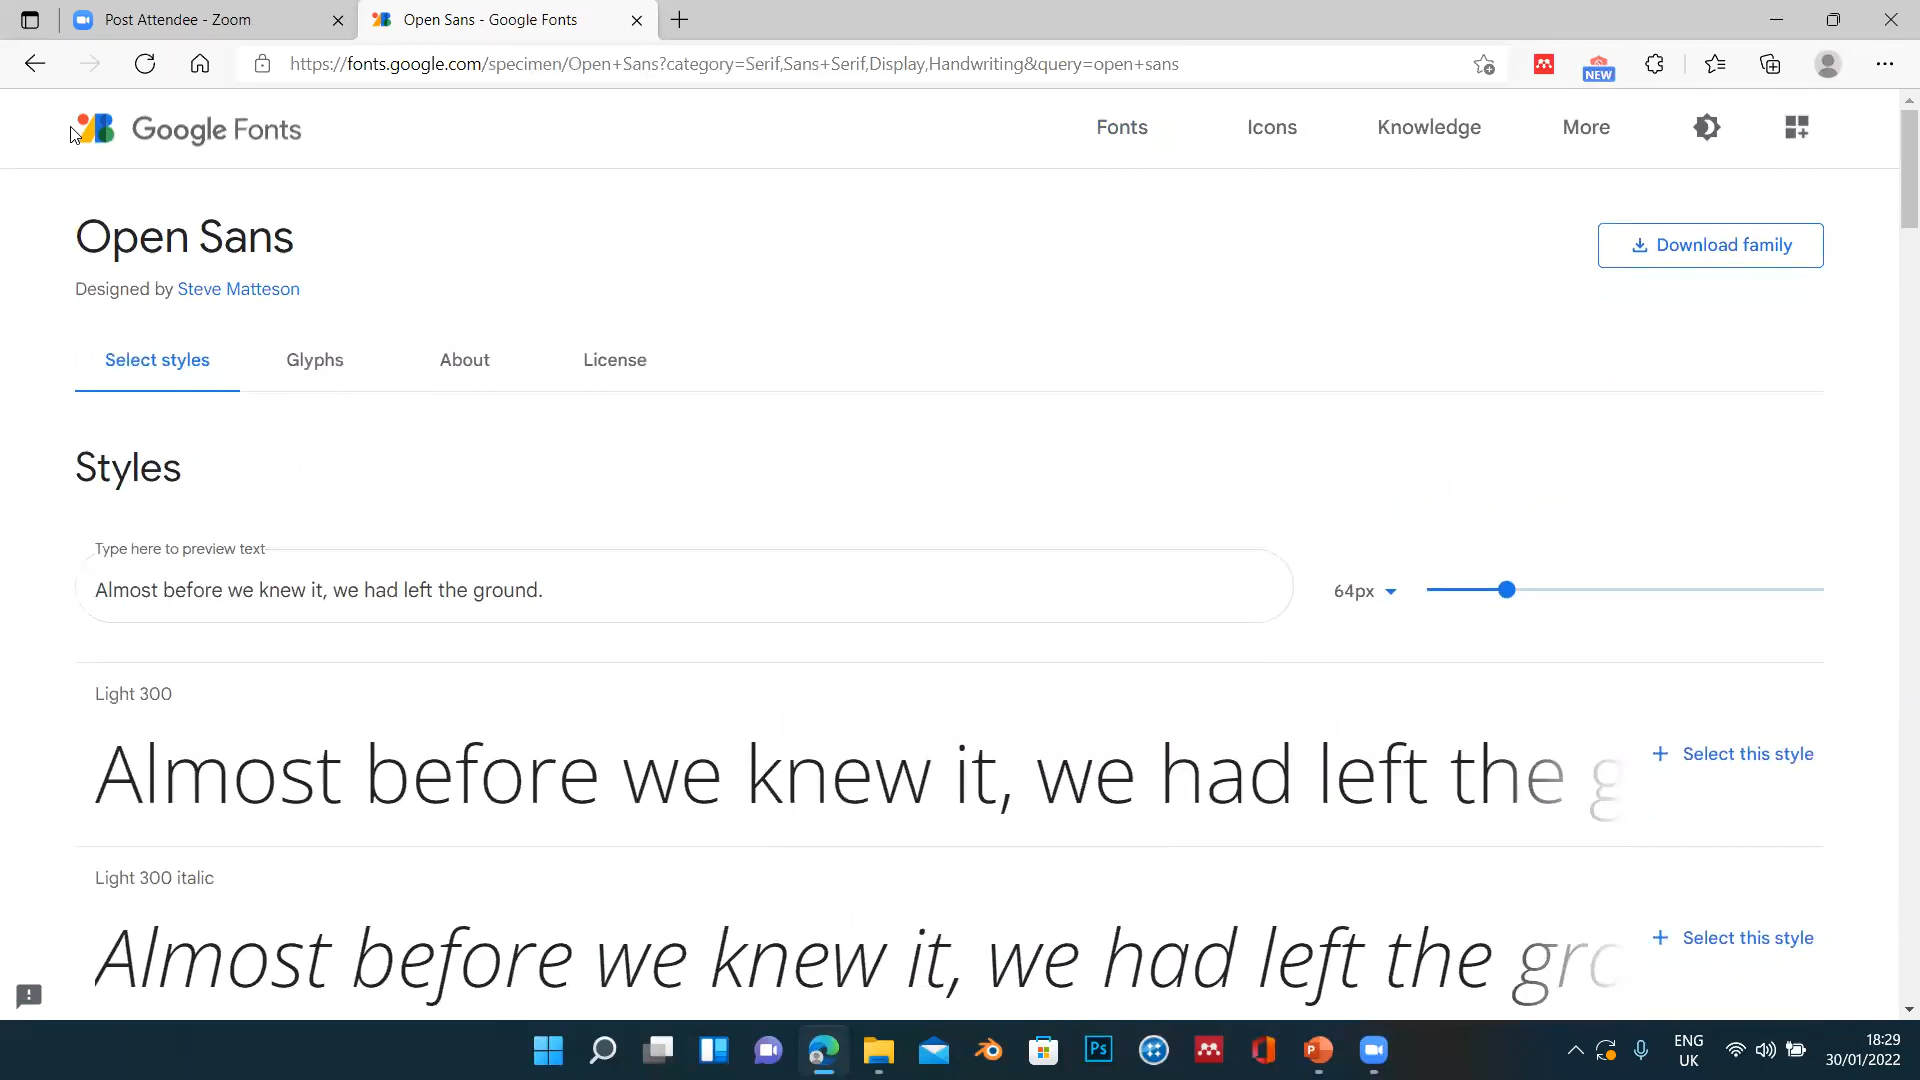 Post Attendee - Zoom
Open Sans - Google Fonts
https://fonts.google.com/specimen/Open+Sans?category=Serif,Sans+Serif,Display,Handwriting&query=open+sans
NEW
Google Fonts
Fonts
Icons
Knowledge
More
Open Sans
Download family
Designed by Steve Matteson
Select styles
Glyphs
About
License
Styles
Type here to preview text
Almost before we knew it, we had left the ground.
64px
Light 300
Almost before we knew it, we had left the g
Select this style
Light 300 italic
Almost before we knew it, we had left the gro
Select this style
Ps
ENG
UK
18:29
30/01/2022